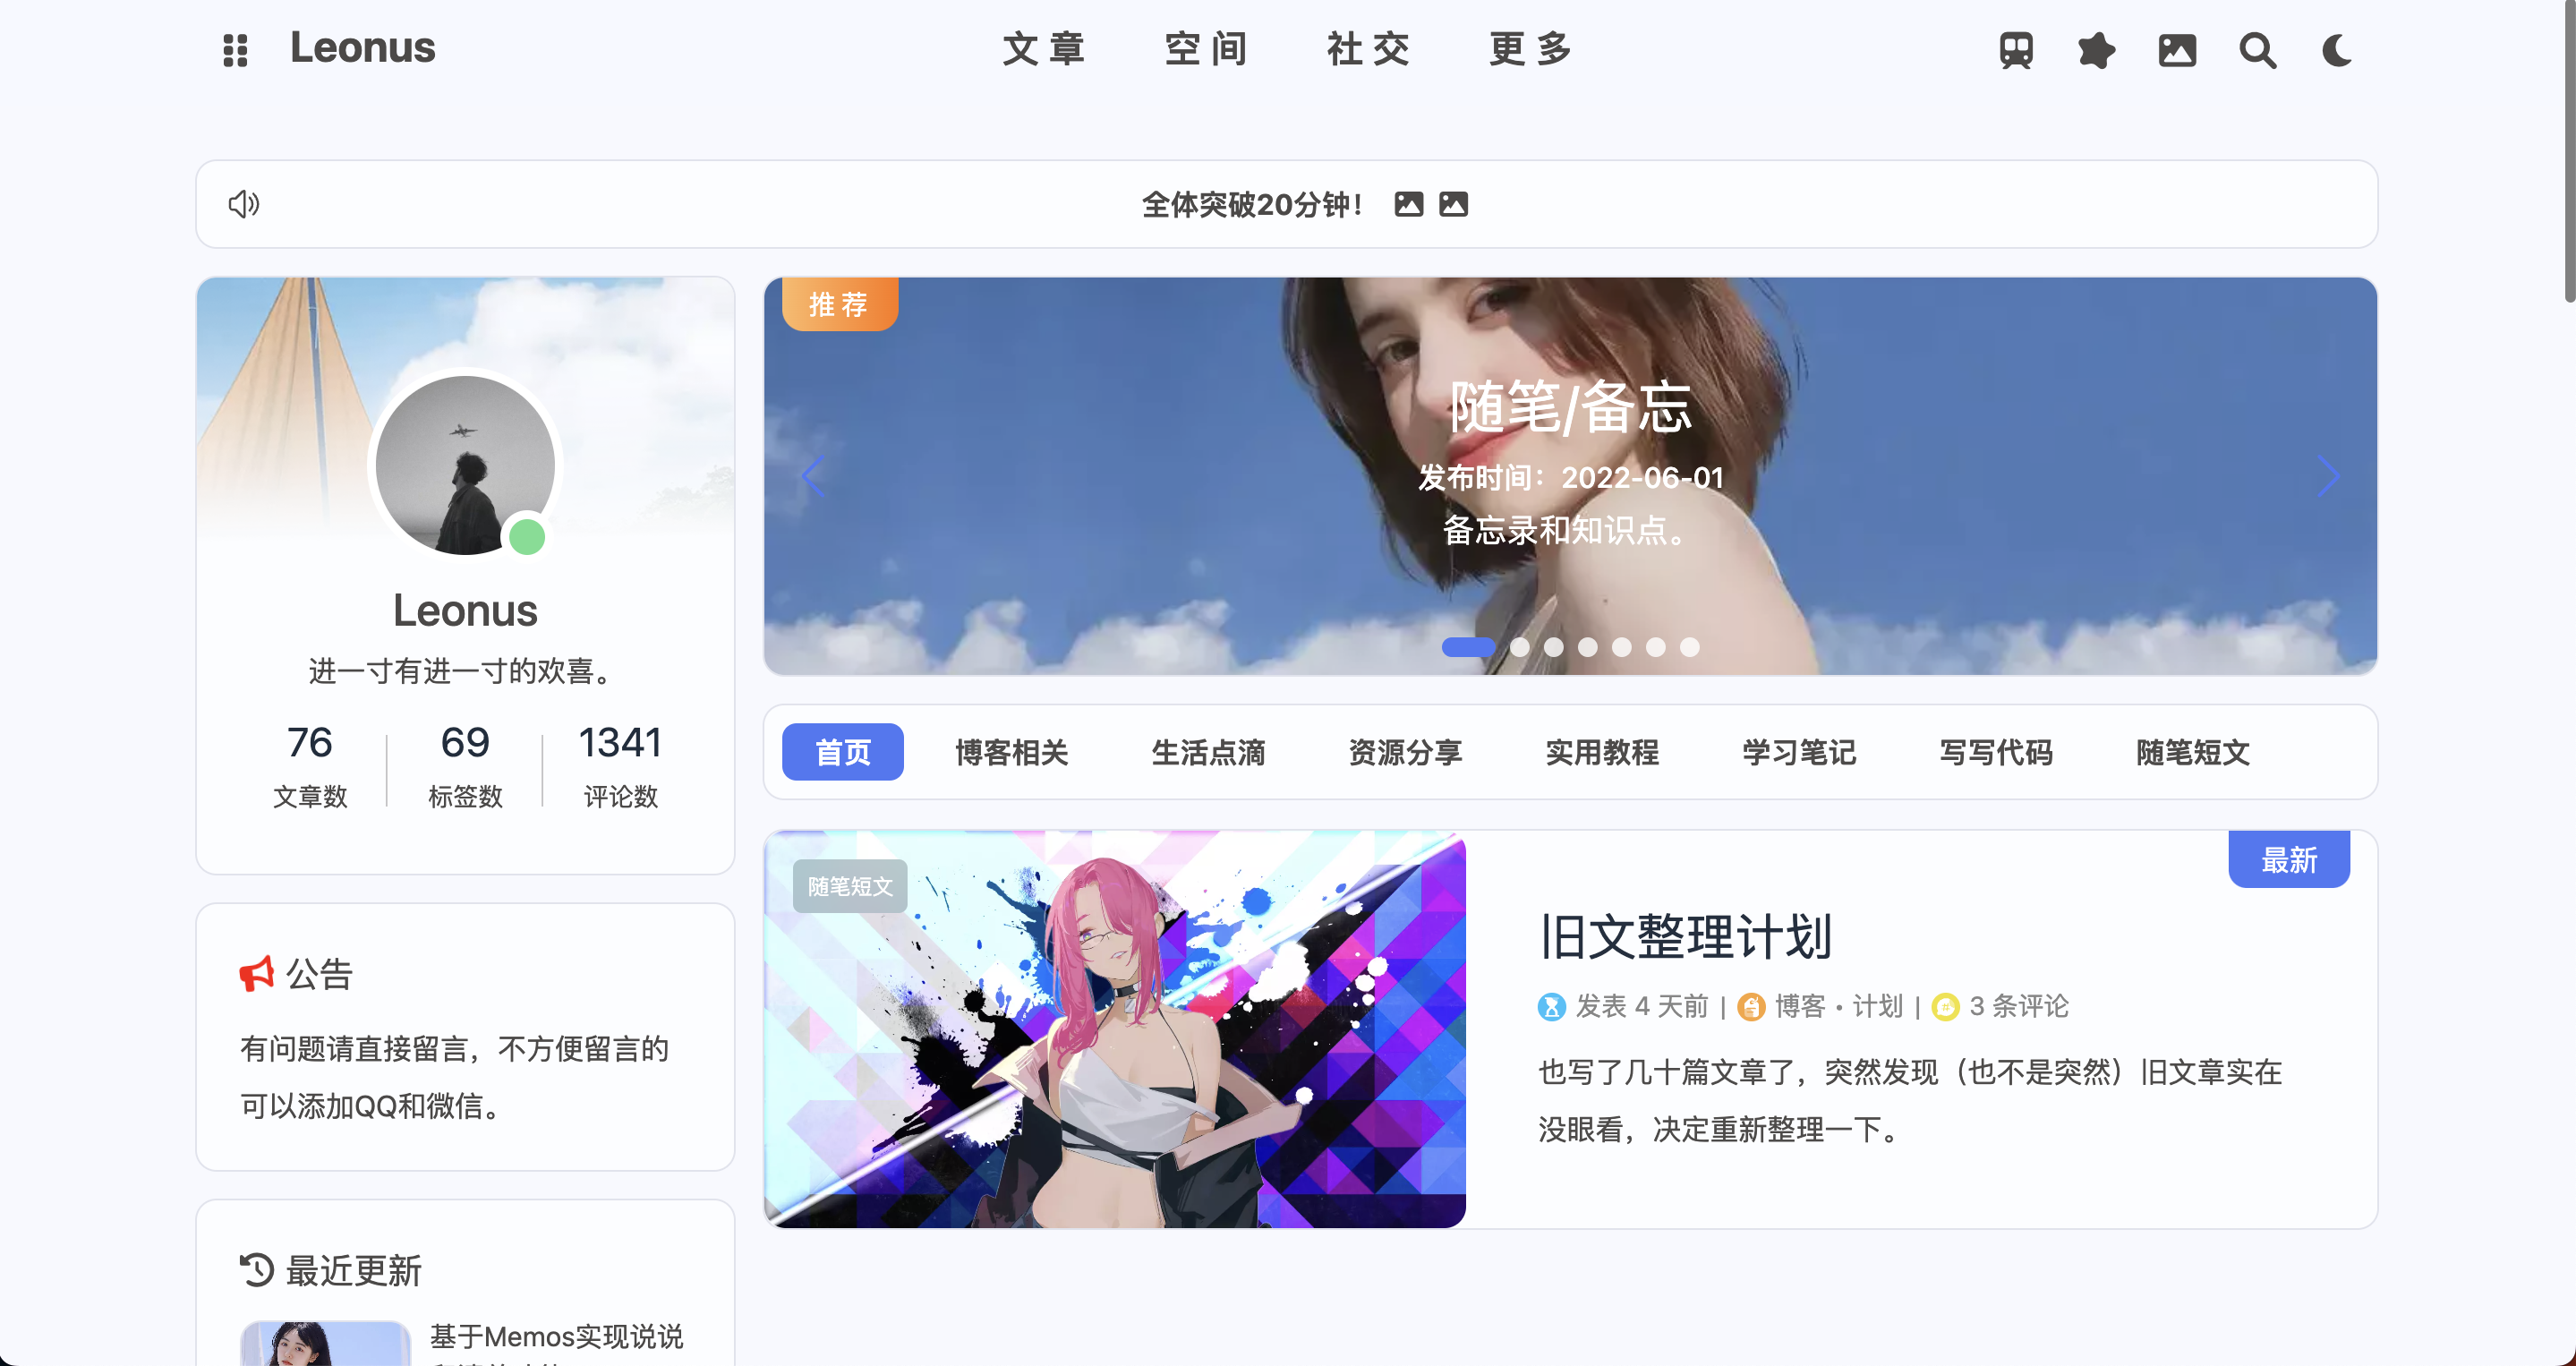 Leonus
文章 空间 社交 更多
全体突破20分钟！
推荐
随笔/备忘
发布时间：2022-06-01
备忘录和知识点。
Leonus
进一寸有进一寸的欢喜。
76 69 1341
文章数 标签数 评论数
首页 博客相关 生活点滴 资源分享 实用教程 学习笔记 写写代码 随笔短文
公告
有问题请直接留言，不方便留言的
可以添加QQ和微信。
随笔短文
最新
旧文整理计划
发表 4 天前 | 博客・计划 | 3 条评论
也写了几十篇文章了，突然发现（也不是突然）旧文章实在
没眼看，决定重新整理一下。
最近更新
基于Memos实现说说